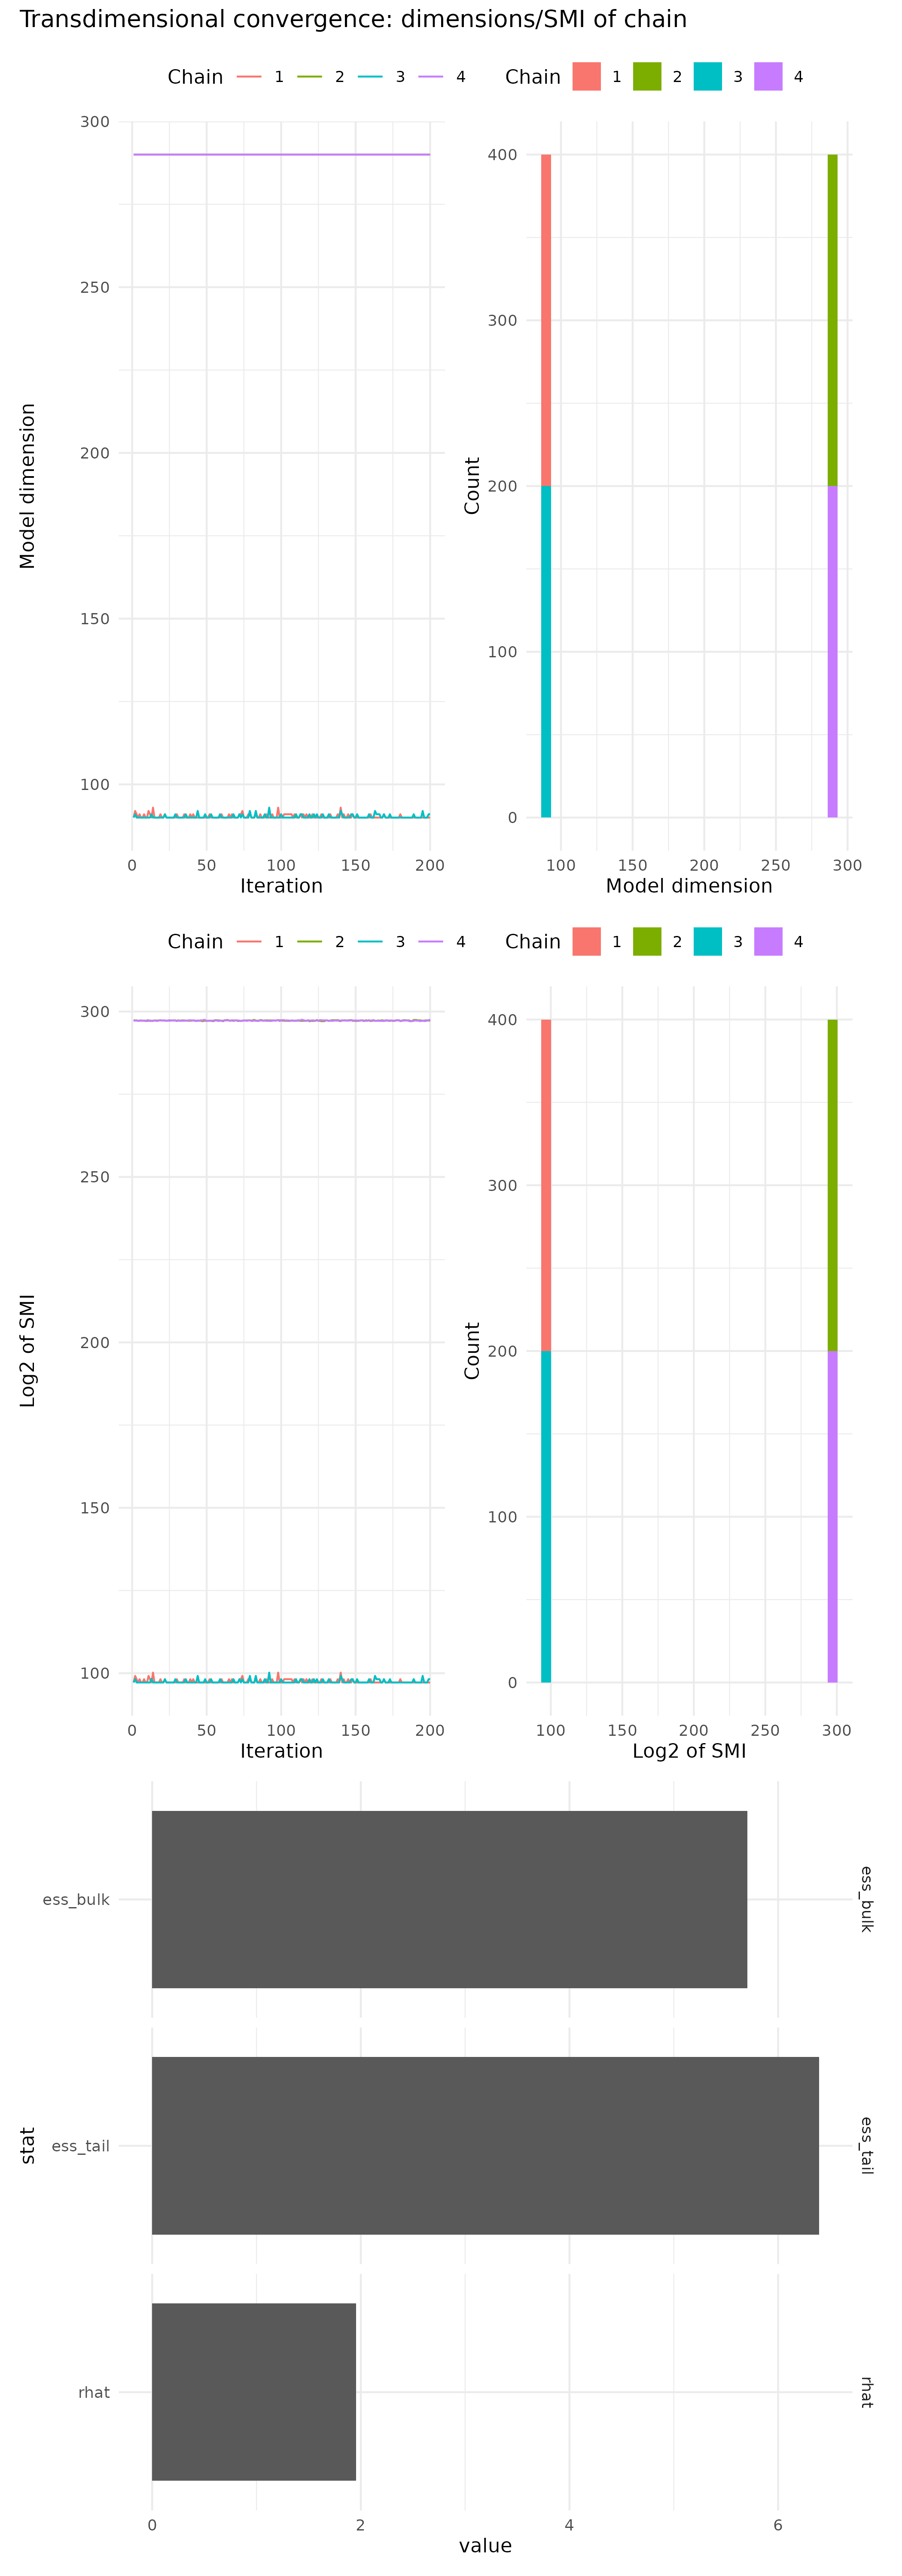 Transdimensional convergence: dimensions/SMI of chain
Chain 1 2 3 4
Chain 1 2 3 4
300
250
200
150
100
Model dimension
0 50 100 150 200
Iteration
400
300
200
100
0
Count
100 150 200 250 300
Model dimension
Chain 1 2 3 4
Chain 1 2 3 4
300
250
200
150
100
Log2 of SMI
0 50 100 150 200
Iteration
400
300
200
100
0
Count
100 150 200 250 300
Log2 of SMI
ess_bulk
ess_bulk
stat
ess_tail
ess_tail
rhat
rhat
0 2 4 6
value